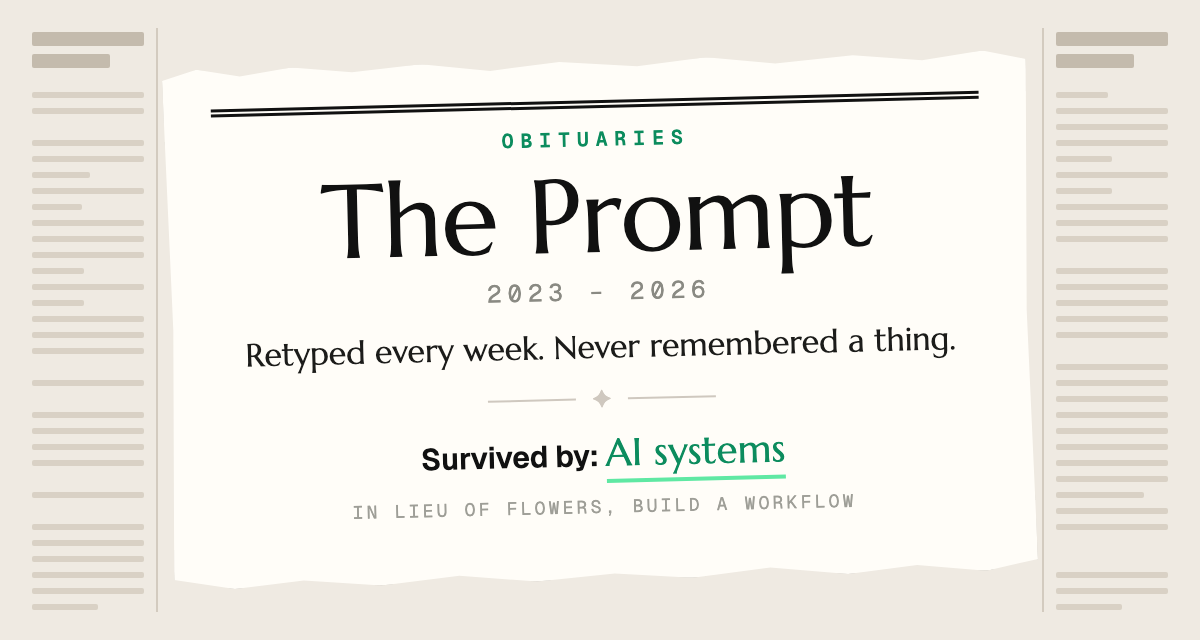 OBITUARIES
The Prompt
2023 – 2026
Retyped every week. Never remembered a thing.
Survived by: AI systems
IN LIEU OF FLOWERS, BUILD A WORKFLOW